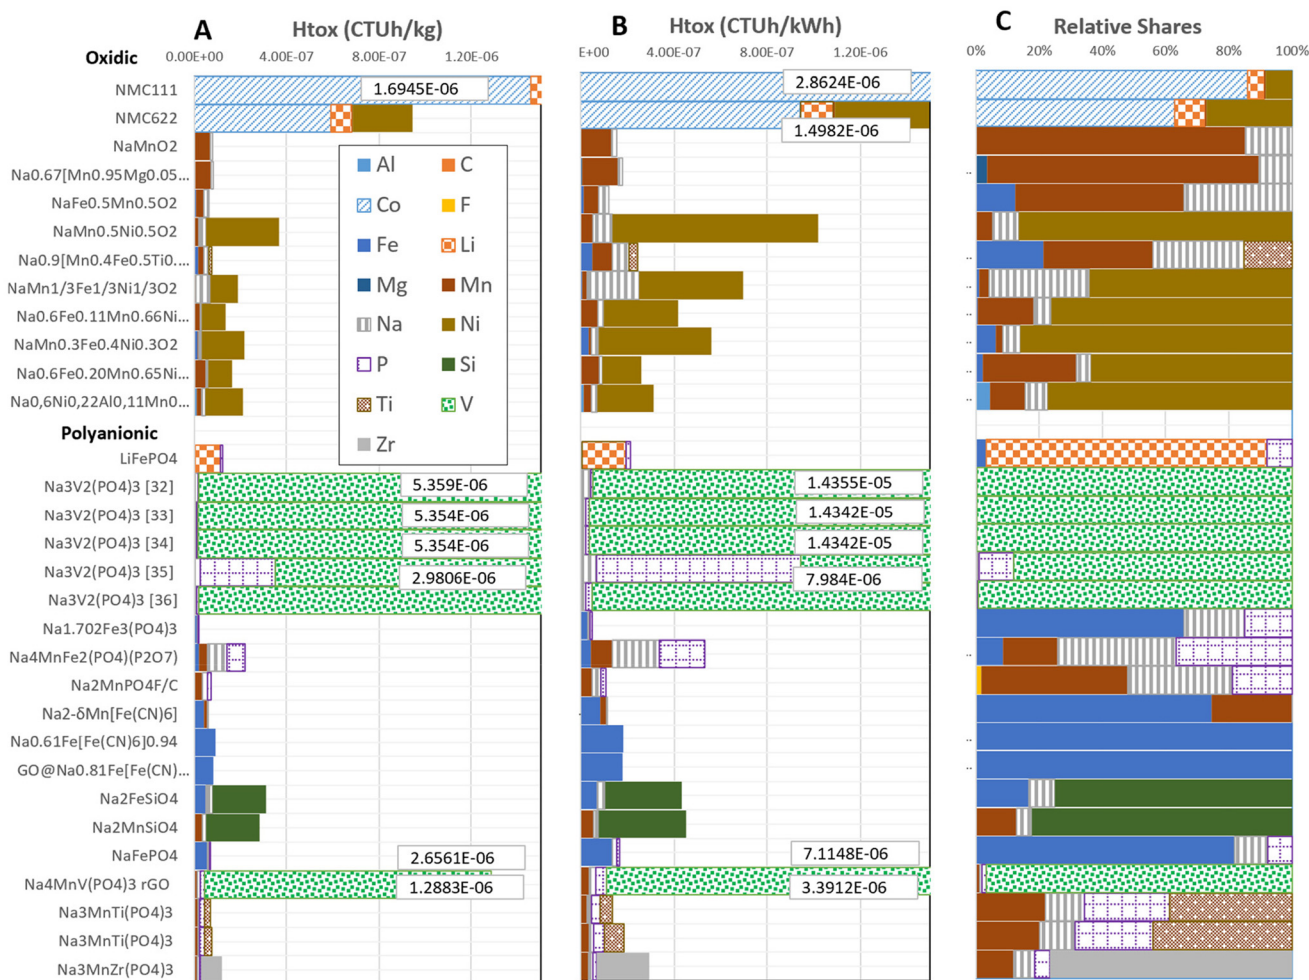 A Htox (CTUh/kg) B Htox (CTUh/kWh) C Relative Shares
0.00E+00 4.00E-07 8.00E-07 1.20E-06 E+00 4.00E-07 8.00E-07 1.20E-06 0% 20% 40% 60% 80% 100%
Oxidic
NMC111 1.6945E-06 2.8624E-06
NMC622 1.4982E-06
NaMnO2
Na0.67[Mn0.95Mg0.05...
NaFe0.5Mn0.5O2
NaMn0.5Ni0.5O2
Na0.9[Mn0.4Fe0.5Ti0....
NaMn1/3Fe1/3Ni1/3O2
Na0.6Fe0.11Mn0.66Ni...
NaMn0.3Fe0.4Ni0.3O2
Na0.6Fe0.20Mn0.65Ni...
Na0,6Ni0,22Al0,11Mn0...
Al C
Co F
Fe Li
Mg Mn
Na Ni
P Si
Ti V
Zr
Polyanionic
LiFePO4
Na3V2(PO4)3 [32] 5.359E-06 1.4355E-05
Na3V2(PO4)3 [33] 5.354E-06 1.4342E-05
Na3V2(PO4)3 [34] 5.354E-06 1.4342E-05
Na3V2(PO4)3 [35] 2.9806E-06 7.984E-06
Na3V2(PO4)3 [36]
Na1.702Fe3(PO4)3
Na4MnFe2(PO4)(P2O7)
Na2MnPO4F/C
Na2-δMn[Fe(CN)6]
Na0.61Fe[Fe(CN)6]0.94
GO@Na0.81Fe[Fe(CN)...
Na2FeSiO4
Na2MnSiO4
NaFePO4 2.6561E-06 7.1148E-06
Na4MnV(PO4)3 rGO 1.2883E-06 3.3912E-06
Na3MnTi(PO4)3
Na3MnTi(PO4)3
Na3MnZr(PO4)3